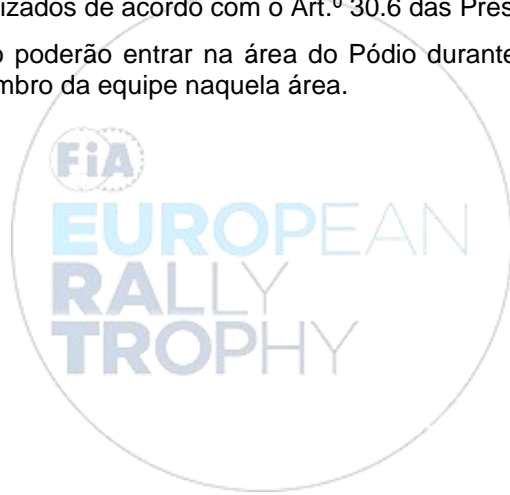 izados de acordo com o Art.º 30.6 das Pres
o poderão entrar na área do Pódio durante
mbro da equipe naquela área.
FiA
EUROPEAN
RALLY
TROPHY